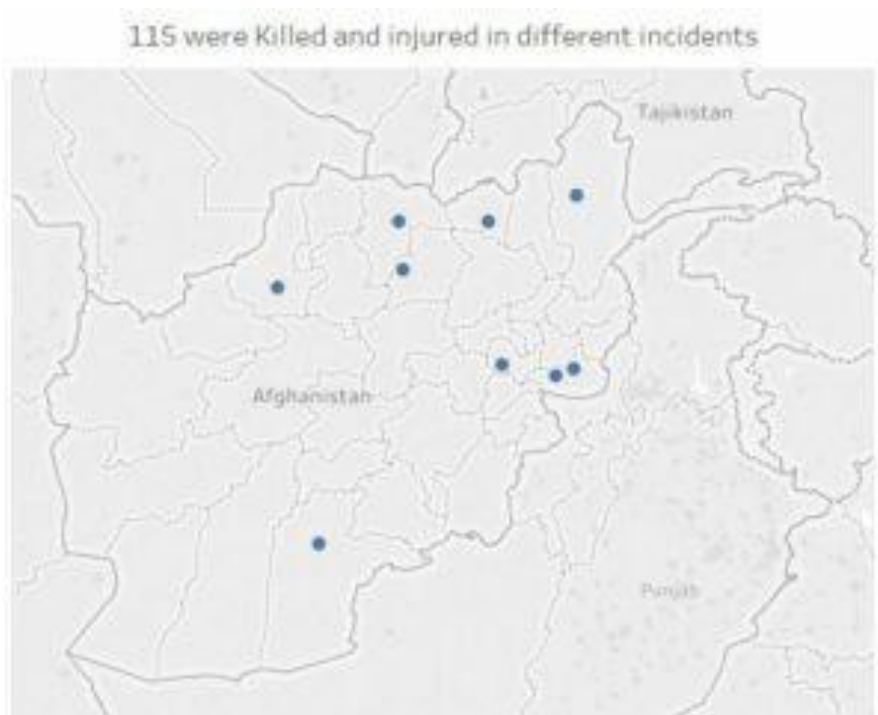 115 were Killed and injured in different incidents
Tajikistan
Afghanistan
Punjab